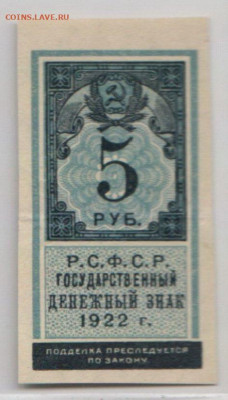 COINS.LAVE.RU
5
РУБ.
Р.С.Ф.С.Р.
ГОСУДАРСТВЕННЫЙ
ДЕНЕЖНЫЙ ЗНАК
1922 г.
ПОДДЕЛКА ПРЕСЛЕДУЕТСЯ
ПО ЗАКОНУ.